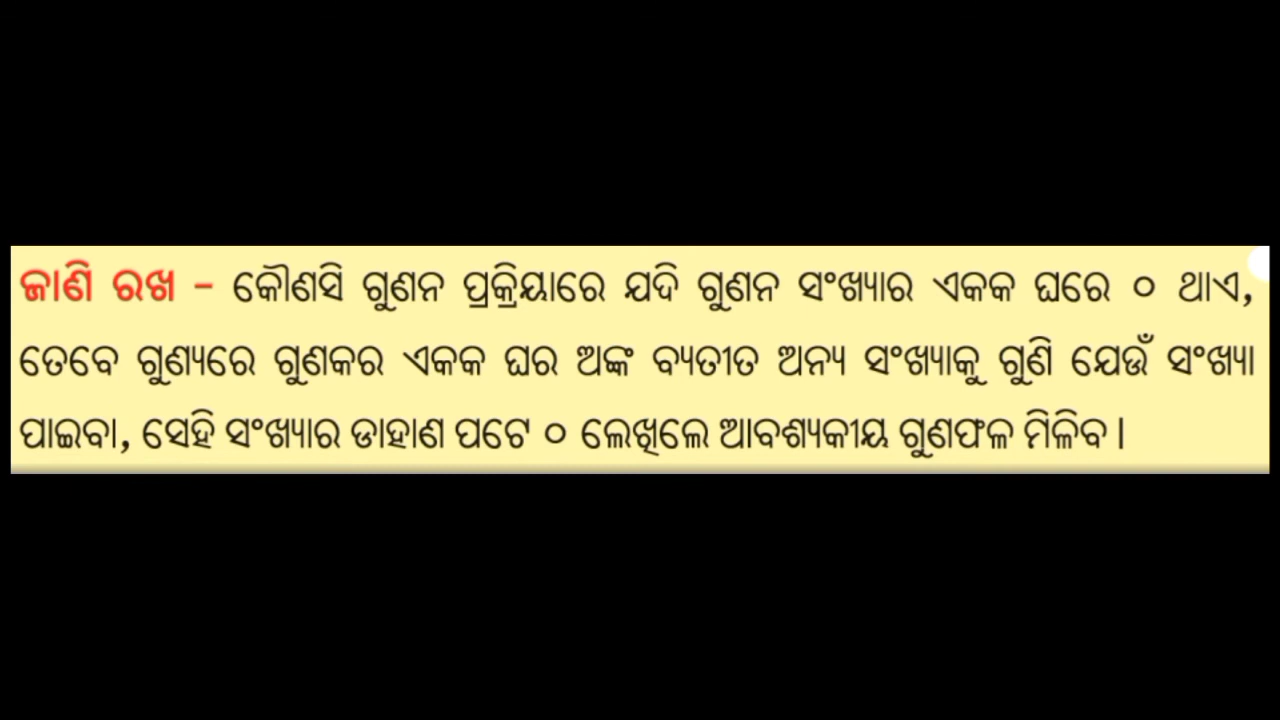 ଜାଣି ରଖ – କୌଣସି ଗୁଣନ ପ୍ରକ୍ରିୟାରେ ଯଦି ଗୁଣନ ସଂଖ୍ୟାର ଏକକ ଘରେ ୦ ଥାଏ,
ତେବେ ଗୁଣ୍ୟରେ ଗୁଣକର ଏକକ ଘର ଅଙ୍କ ବ୍ୟତୀତ ଅନ୍ୟ ସଂଖ୍ୟାକୁ ଗୁଣି ଯେଉଁ ସଂଖ୍ୟା
ପାଇବା, ସେହି ସଂଖ୍ୟାର ଡାହାଣ ପଟେ ୦ ଲେଖିଲେ ଆବଶ୍ୟକୀୟ ଗୁଣଫଳ ମିଳିବ।